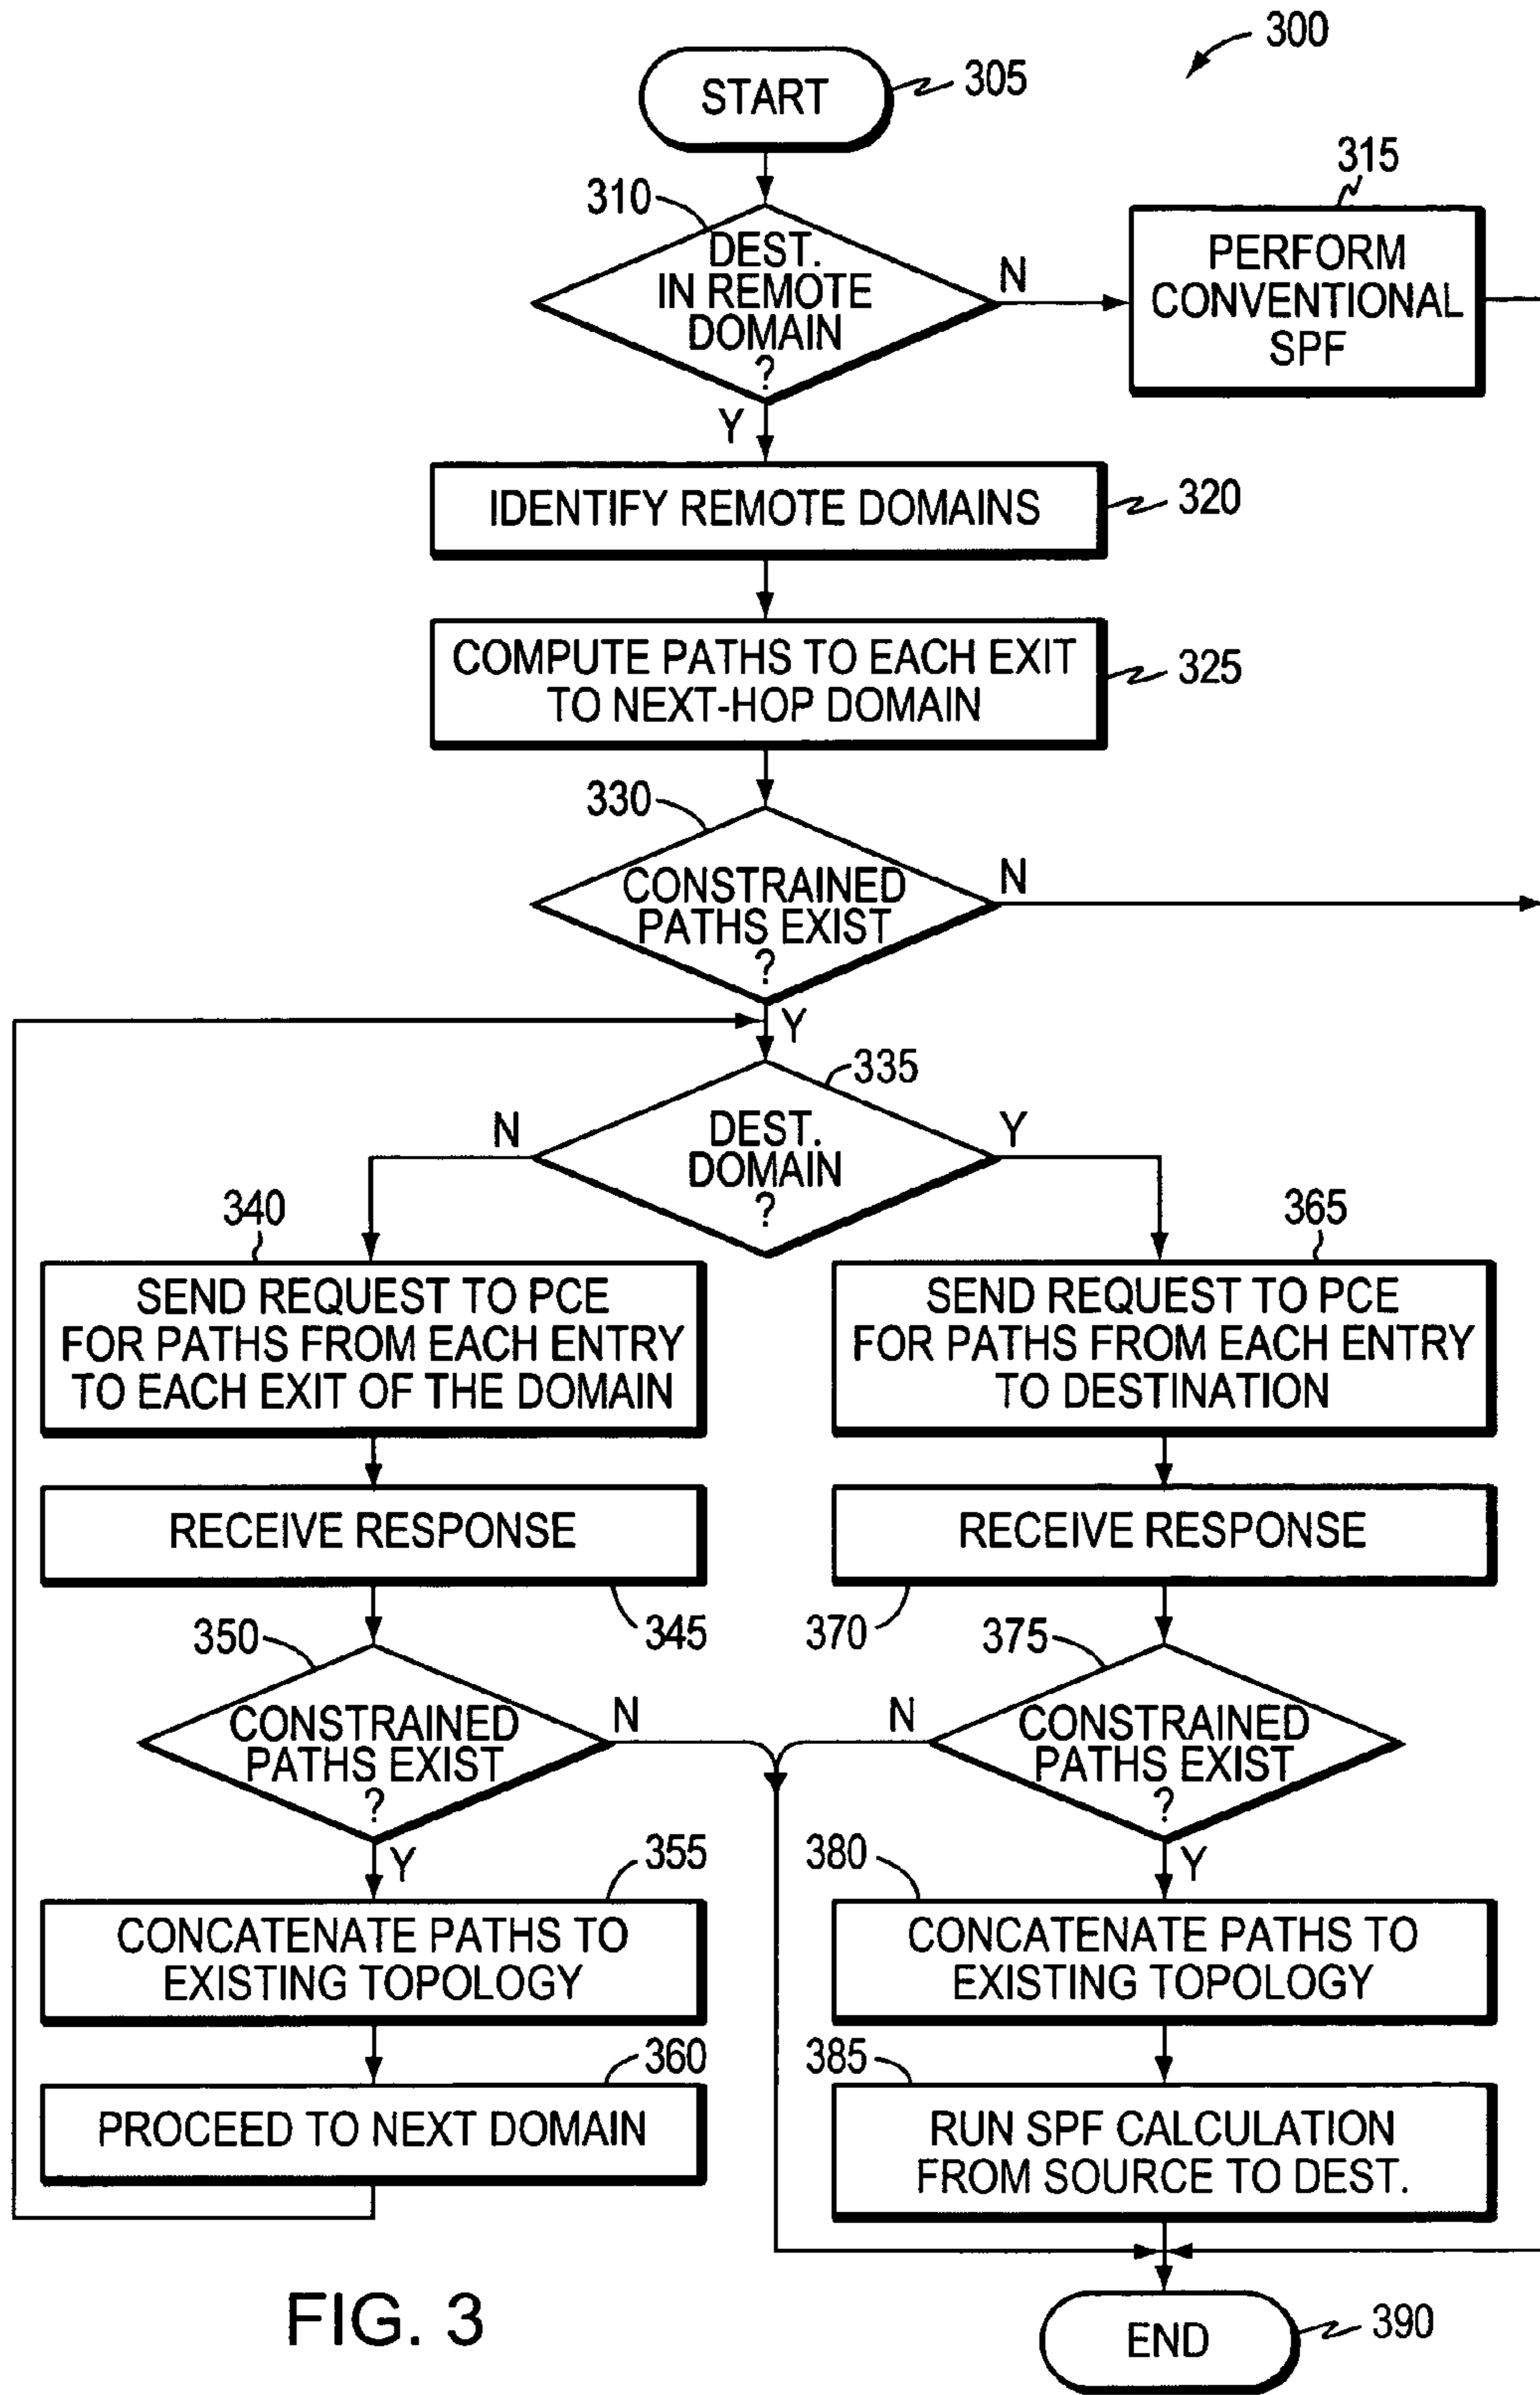 300
START
305
310
DEST.
IN REMOTE
DOMAIN
?
N
315
PERFORM
CONVENTIONAL
SPF
Y
IDENTIFY REMOTE DOMAINS
320
COMPUTE PATHS TO EACH EXIT
TO NEXT-HOP DOMAIN
325
330
CONSTRAINED
PATHS EXIST
?
N
Y
335
DEST.
DOMAIN
?
N
Y
340
SEND REQUEST TO PCE
FOR PATHS FROM EACH ENTRY
TO EACH EXIT OF THE DOMAIN
365
SEND REQUEST TO PCE
FOR PATHS FROM EACH ENTRY
TO DESTINATION
RECEIVE RESPONSE
345
RECEIVE RESPONSE
370
350
CONSTRAINED
PATHS EXIST
?
N
375
CONSTRAINED
PATHS EXIST
?
N
Y
355
CONCATENATE PATHS TO
EXISTING TOPOLOGY
Y
380
CONCATENATE PATHS TO
EXISTING TOPOLOGY
360
PROCEED TO NEXT DOMAIN
385
RUN SPF CALCULATION
FROM SOURCE TO DEST.
END
390
FIG. 3